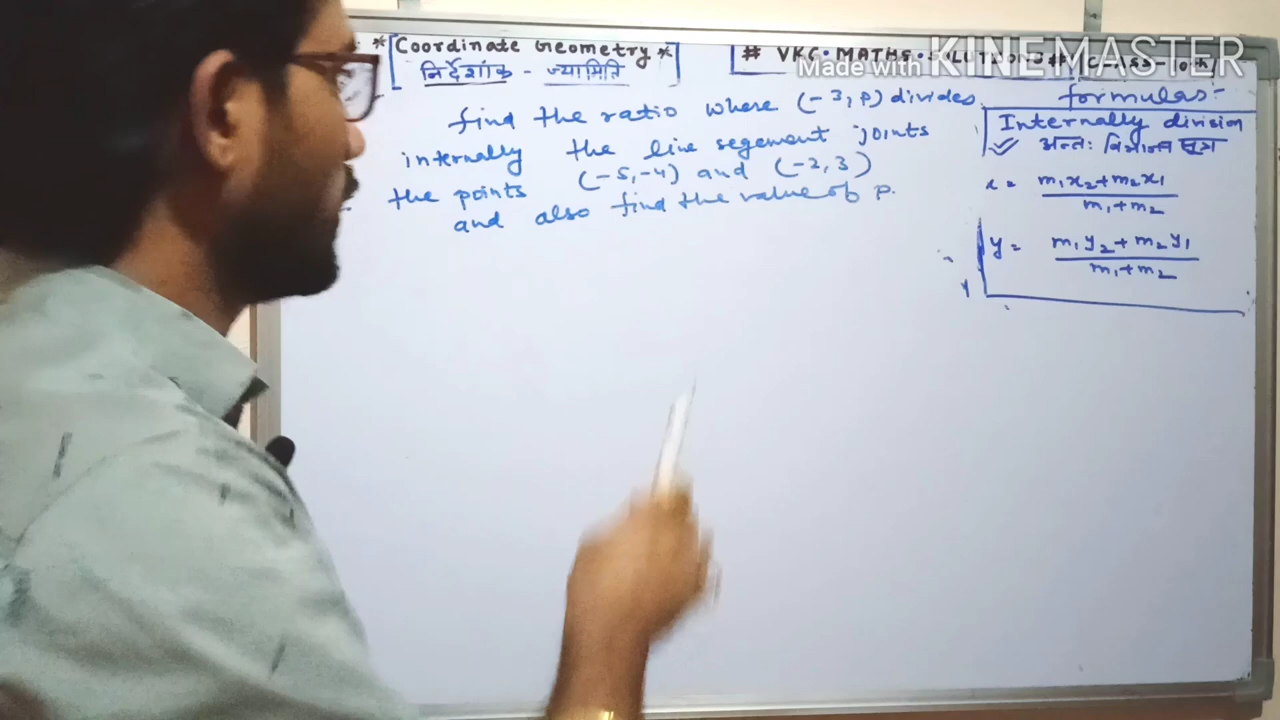 * [Coordinate Geometry *]
निर्देशांक - ज्यामिति
# VKG. MATHS.
Made with KINEMASTER
find the ratio where (-3, P) divides
internally the line segement joints
the points (-5,-4) and (-2, 3)
and also find the value of P.
formulas:-
Internally division
✓ अन्तः विभाजन सूत्र
x = m₁x₂+m₂x₁ / m₁+m₂
y = m₁y₂+m₂y₁ / m₁+m₂